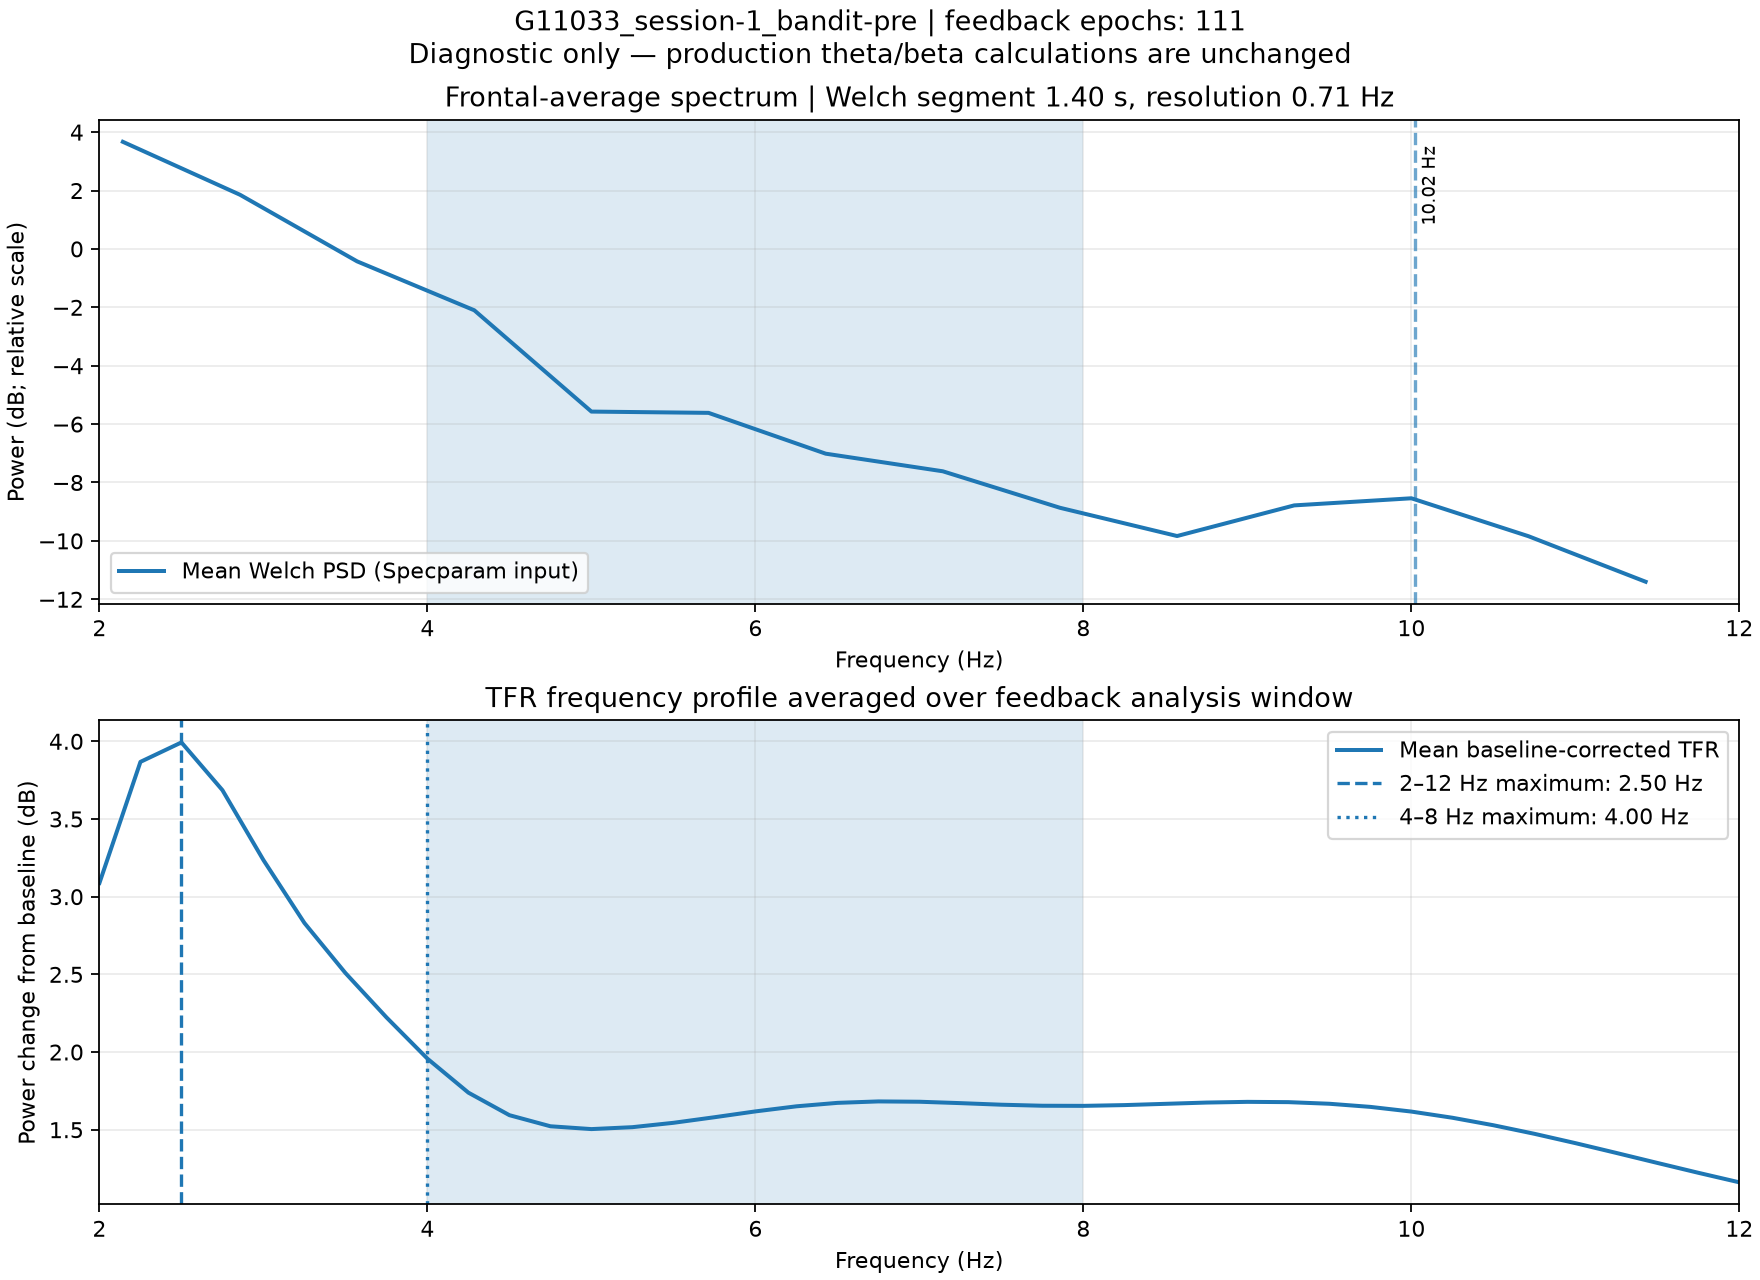 G11033_session-1_bandit-pre | feedback epochs: 111
Diagnostic only — production theta/beta calculations are unchanged
Frontal-average spectrum | Welch segment 1.40 s, resolution 0.71 Hz
Power (dB; relative scale)
4
2
0
−2
−4
−6
−8
−10
−12
10.02 Hz
Mean Welch PSD (Specparam input)
2
4
6
8
10
12
Frequency (Hz)
TFR frequency profile averaged over feedback analysis window
Power change from baseline (dB)
4.0
3.5
3.0
2.5
2.0
1.5
Mean baseline-corrected TFR
2–12 Hz maximum: 2.50 Hz
4–8 Hz maximum: 4.00 Hz
2
4
6
8
10
12
Frequency (Hz)